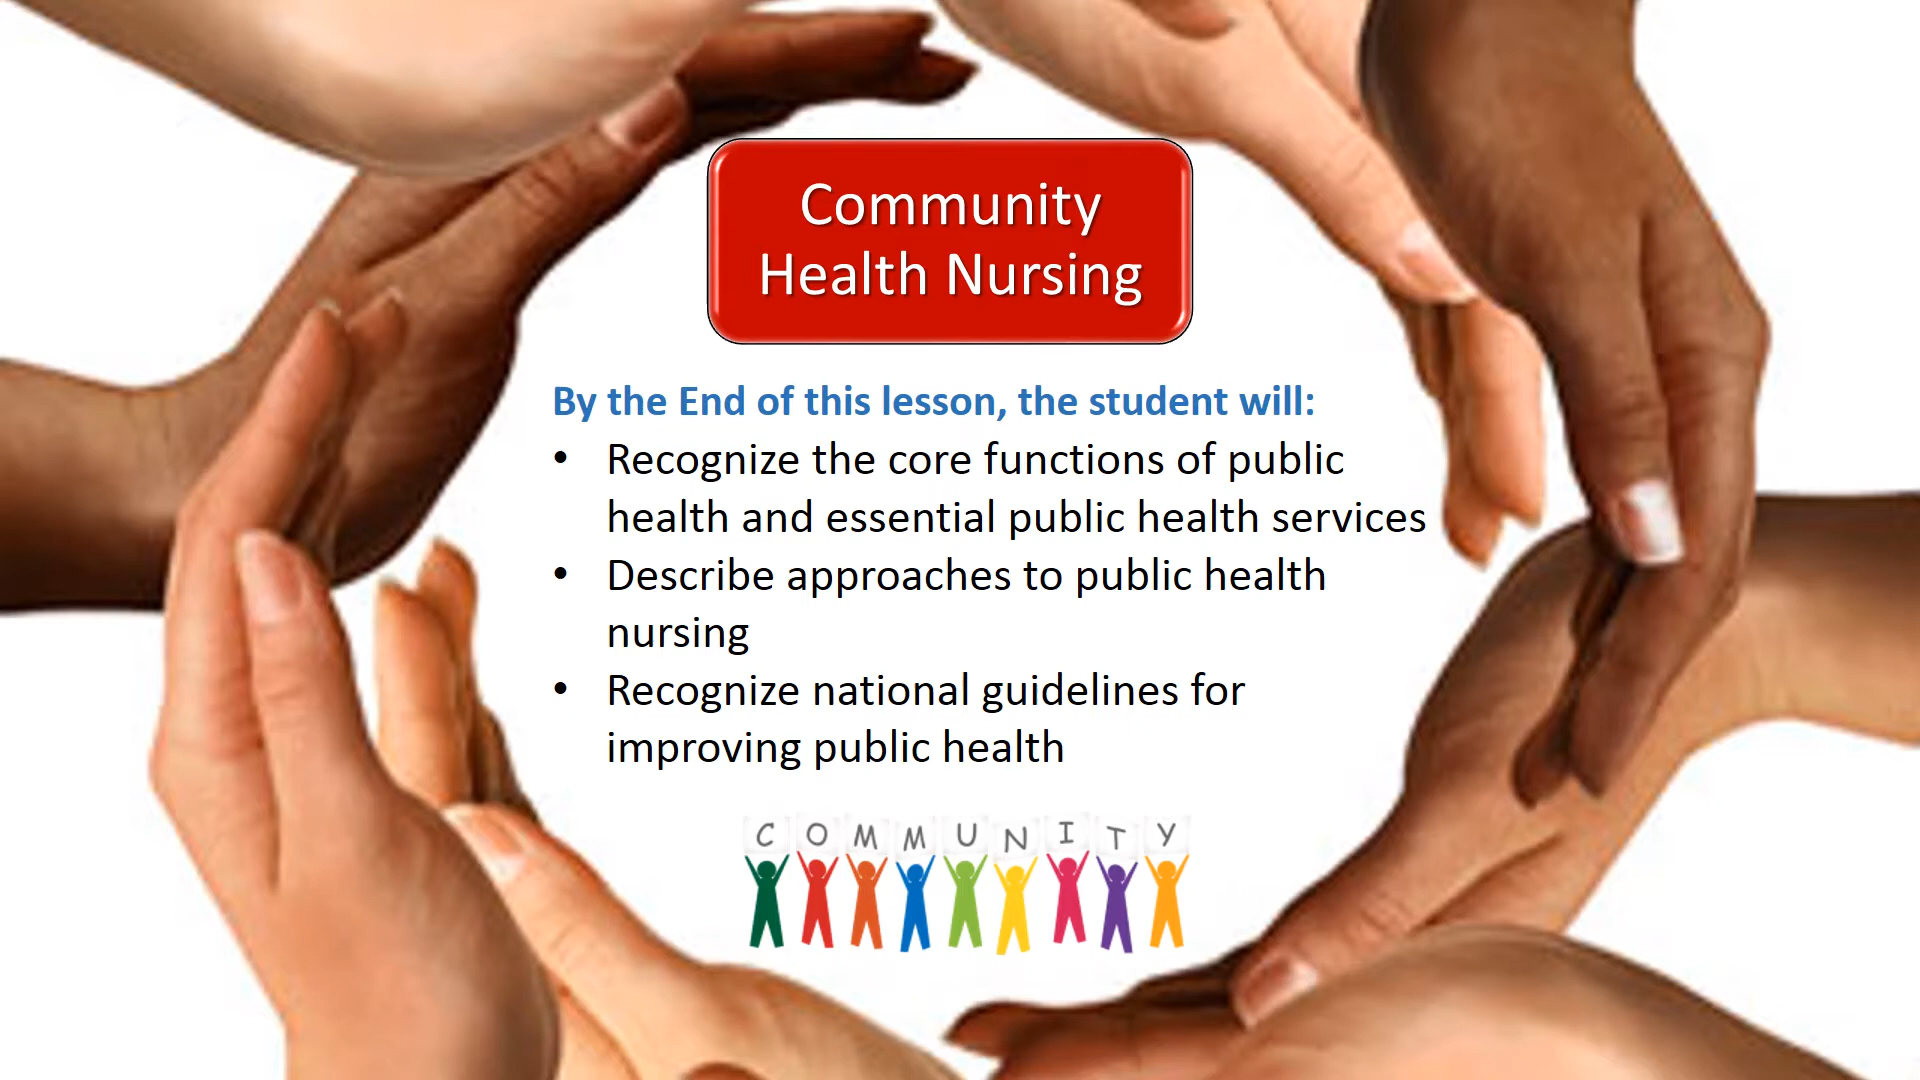 Community
Health Nursing
By the End of this lesson, the student will:
• Recognize the core functions of public
health and essential public health services
• Describe approaches to public health
nursing
• Recognize national guidelines for
improving public health
COMMUNITY